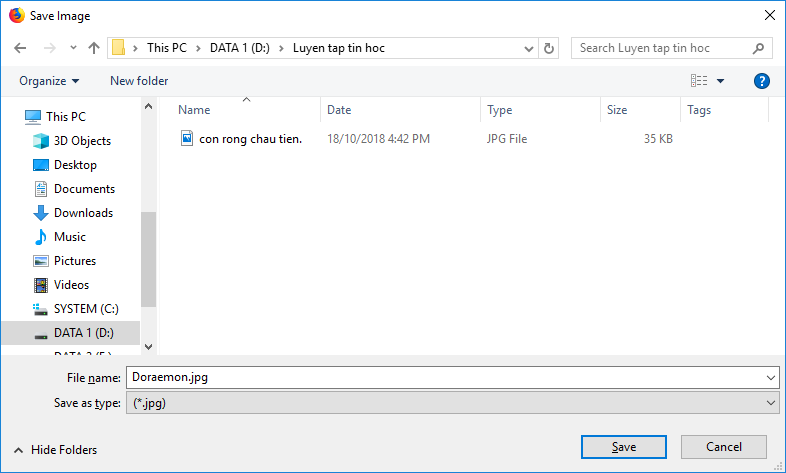 Save Image
This PC > DATA 1 (D:) > Luyen tap tin hoc
Search Luyen tap tin hoc
Organize
New folder
Name Date Type Size Tags
con rong chau tien. 18/10/2018 4:42 PM JPG File 35 KB
This PC
3D Objects
Desktop
Documents
Downloads
Music
Pictures
Videos
SYSTEM (C:)
DATA 1 (D:)
File name: Doraemon.jpg
Save as type: (*.jpg)
Hide Folders
Save
Cancel